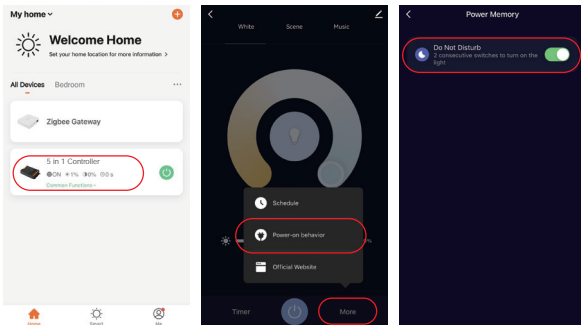 My home
Welcome Home
Set your home location for more information >
All Devices Bedroom
Zigbee Gateway
5 in 1 Controller
ON 1% 0% 0 s
Common Functions
Home Smart Me
White Scene Music
Schedule
Power-on behavior
%
Official Website
Timer More
Power Memory
Do Not Disturb
2 consecutive switches to turn on the
light